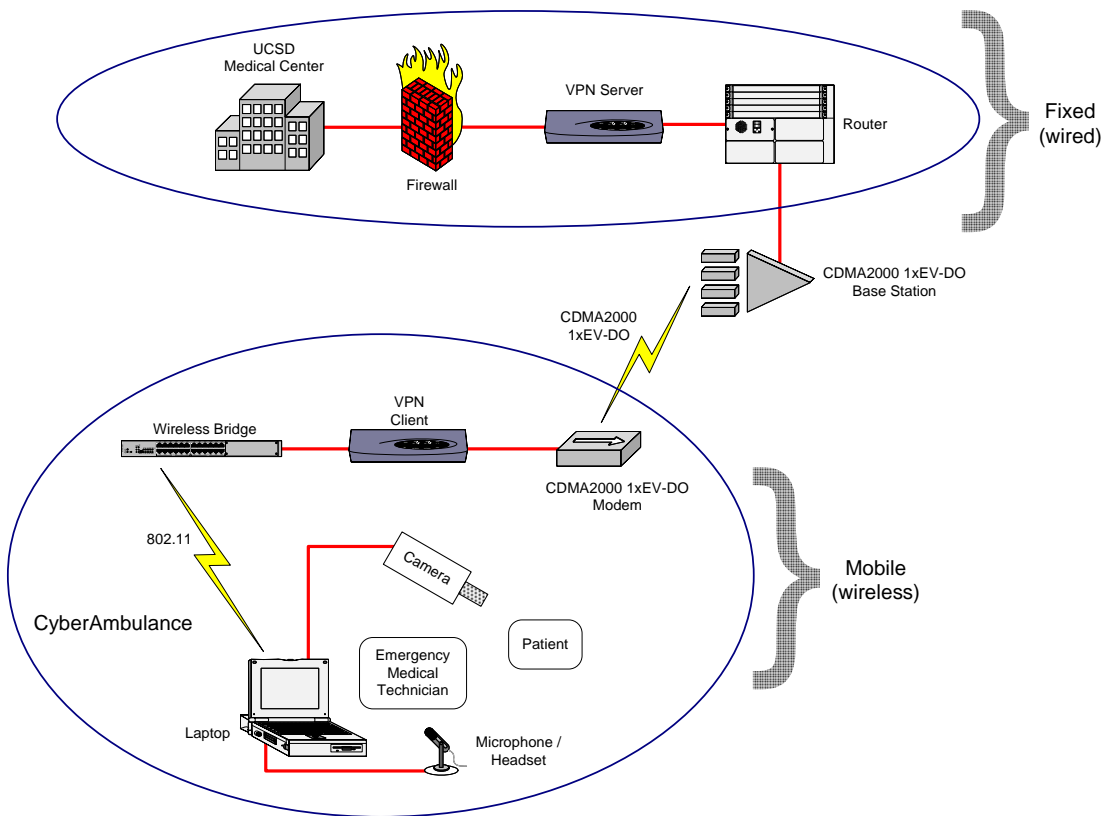 UCSD
Medical Center
Firewall
VPN Server
Router
Fixed
(wired)
CDMA2000 1xEV-DO
Base Station
CDMA2000
1xEV-DO
Wireless Bridge
VPN
Client
CDMA2000 1xEV-DO
Modem
802.11
Camera
Mobile
(wireless)
CyberAmbulance
Patient
Emergency
Medical
Technician
Laptop
Microphone /
Headset